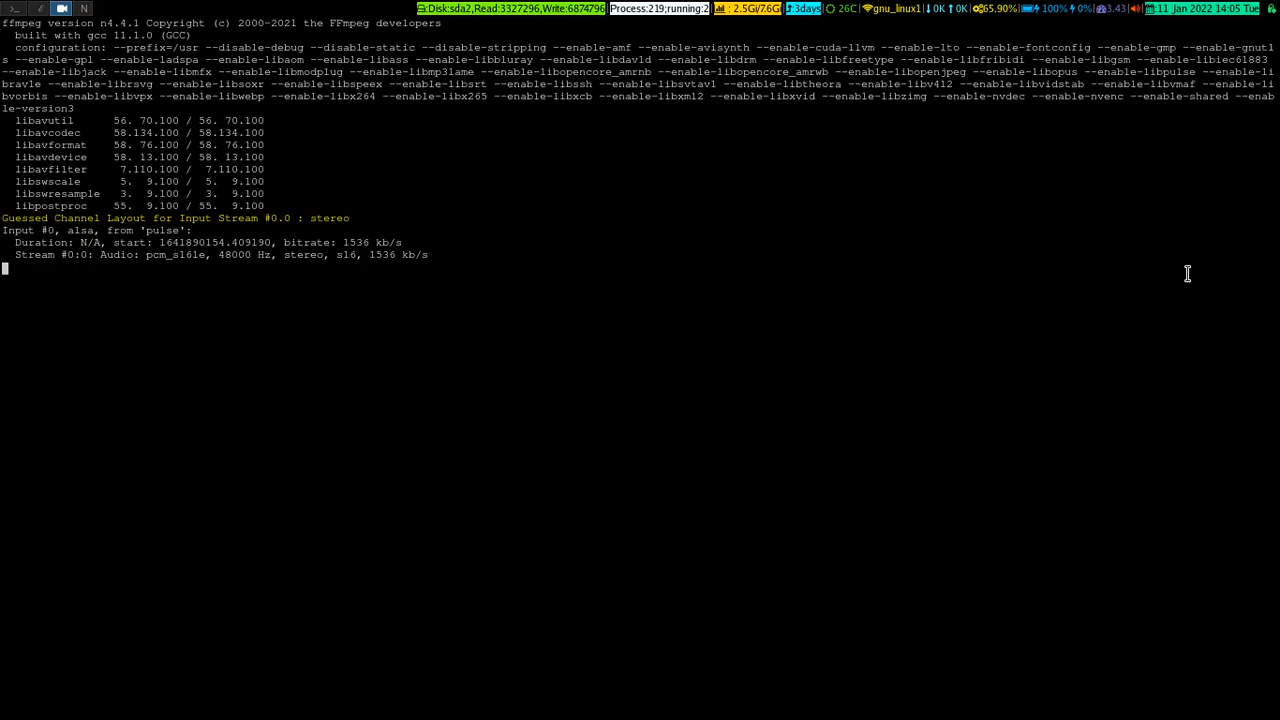 >_ N Disk:sda2,Read:3327296,Write:6874796 Process:219;running:2 : 2.5Gi/7.6Gi :3days 26C gnu_linux1 0K 0K 65.90% 100% 0% 3.43 :11 Jan 2022 14:05 Tue
ffmpeg version n4.4.1 Copyright (c) 2000-2021 the FFmpeg developers
  built with gcc 11.1.0 (GCC)
  configuration: --prefix=/usr --disable-debug --disable-static --disable-stripping --enable-amf --enable-avisynth --enable-cuda-llvm --enable-lto --enable-fontconfig --enable-gmp --enable-gnutl
s --enable-gpl --enable-ladspa --enable-libaom --enable-libass --enable-libbluray --enable-libdav1d --enable-libdrm --enable-libfreetype --enable-libfribidi --enable-libgsm --enable-libiec61883
--enable-libjack --enable-libmfx --enable-libmodplug --enable-libmp3lame --enable-libopencore_amrnb --enable-libopencore_amrwb --enable-libopenjpeg --enable-libopus --enable-libpulse --enable-li
brav1e --enable-librsvg --enable-libsoxr --enable-libspeex --enable-libsrt --enable-libssh --enable-libsvtav1 --enable-libtheora --enable-libv4l2 --enable-libvidstab --enable-libvmaf --enable-li
bvorbis --enable-libvpx --enable-libwebp --enable-libx264 --enable-libx265 --enable-libxcb --enable-libxml2 --enable-libxvid --enable-libzimg --enable-nvdec --enable-nvenc --enable-shared --enab
le-version3
  libavutil      56. 70.100 / 56. 70.100
  libavcodec     58.134.100 / 58.134.100
  libavformat    58. 76.100 / 58. 76.100
  libavdevice    58. 13.100 / 58. 13.100
  libavfilter     7.110.100 /  7.110.100
  libswscale      5.  9.100 /  5.  9.100
  libswresample   3.  9.100 /  3.  9.100
  libpostproc    55.  9.100 / 55.  9.100
Guessed Channel Layout for Input Stream #0.0 : stereo
Input #0, alsa, from 'pulse':
  Duration: N/A, start: 1641890154.409190, bitrate: 1536 kb/s
  Stream #0:0: Audio: pcm_s16le, 48000 Hz, stereo, s16, 1536 kb/s